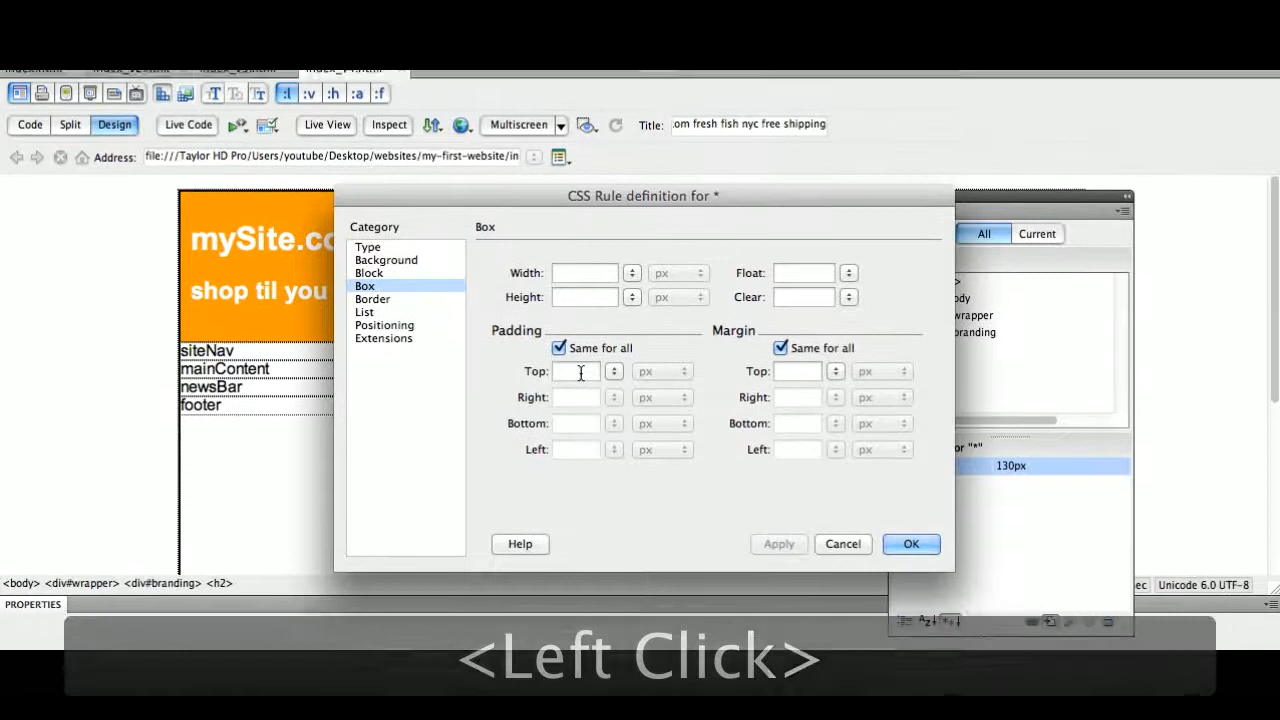 :l :v :h :a :f
Code Split Design Live Code Live View Inspect Multiscreen Title: om fresh fish nyc free shipping
Address: file:///Taylor HD Pro/Users/youtube/Desktop/websites/my-first-website/in
CSS Rule definition for *
Category
Type
Background
Block
Box
Border
List
Positioning
Extensions
Box
Width: px Float:
Height: px Clear:
Padding Margin
Same for all Same for all
Top: px Top: px
Right: px Right: px
Bottom: px Bottom: px
Left: px Left: px
Help Apply Cancel OK
mySite.co
shop til you
siteNav
mainContent
newsBar
footer
All Current
>
ody
wrapper
branding
or "*"
130px
<body> <div#wrapper> <div#branding> <h2>
ec Unicode 6.0 UTF-8
PROPERTIES
<Left Click>